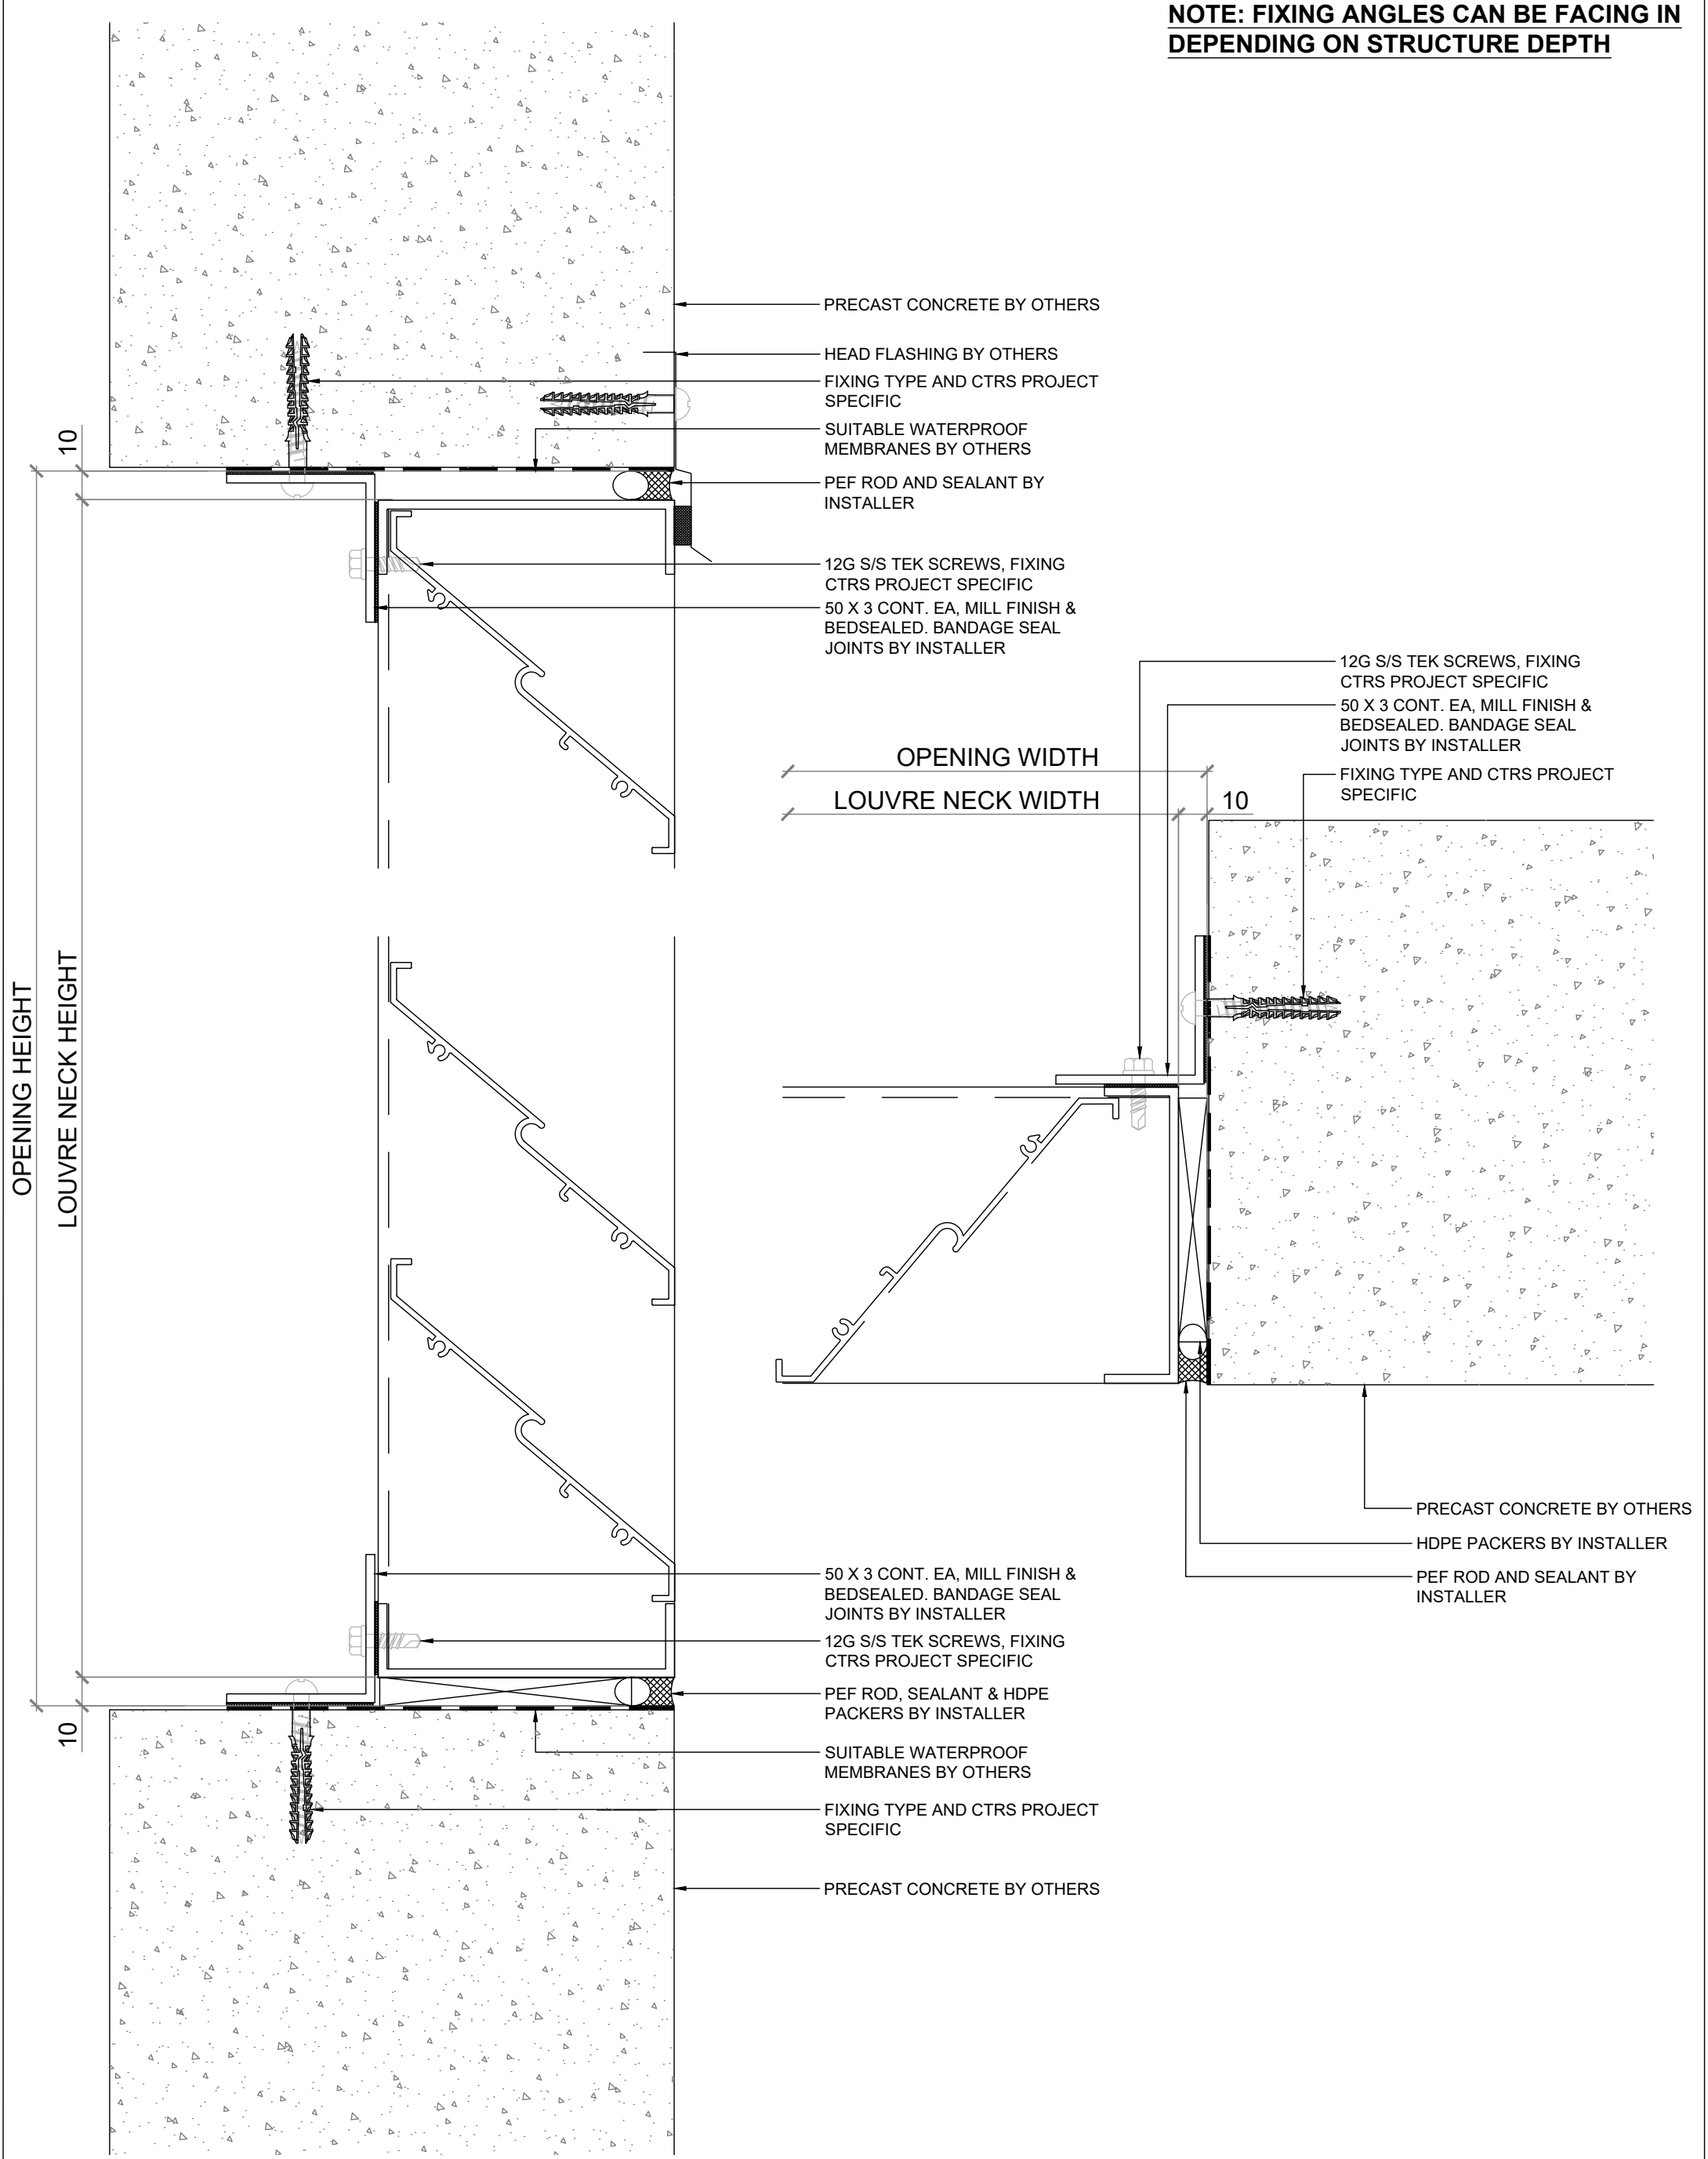 NOTE: FIXING ANGLES CAN BE FACING IN
DEPENDING ON STRUCTURE DEPTH
PRECAST CONCRETE BY OTHERS
HEAD FLASHING BY OTHERS
FIXING TYPE AND CTRS PROJECT
SPECIFIC
SUITABLE WATERPROOF
MEMBRANES BY OTHERS
PEF ROD AND SEALANT BY
INSTALLER
12G S/S TEK SCREWS, FIXING
CTRS PROJECT SPECIFIC
50 X 3 CONT. EA, MILL FINISH &
BEDSEALED. BANDAGE SEAL
JOINTS BY INSTALLER
10
OPENING HEIGHT
LOUVRE NECK HEIGHT
10
12G S/S TEK SCREWS, FIXING
CTRS PROJECT SPECIFIC
50 X 3 CONT. EA, MILL FINISH &
BEDSEALED. BANDAGE SEAL
JOINTS BY INSTALLER
FIXING TYPE AND CTRS PROJECT
SPECIFIC
OPENING WIDTH
LOUVRE NECK WIDTH
10
PRECAST CONCRETE BY OTHERS
HDPE PACKERS BY INSTALLER
PEF ROD AND SEALANT BY
INSTALLER
50 X 3 CONT. EA, MILL FINISH &
BEDSEALED. BANDAGE SEAL
JOINTS BY INSTALLER
12G S/S TEK SCREWS, FIXING
CTRS PROJECT SPECIFIC
PEF ROD, SEALANT & HDPE
PACKERS BY INSTALLER
SUITABLE WATERPROOF
MEMBRANES BY OTHERS
FIXING TYPE AND CTRS PROJECT
SPECIFIC
PRECAST CONCRETE BY OTHERS